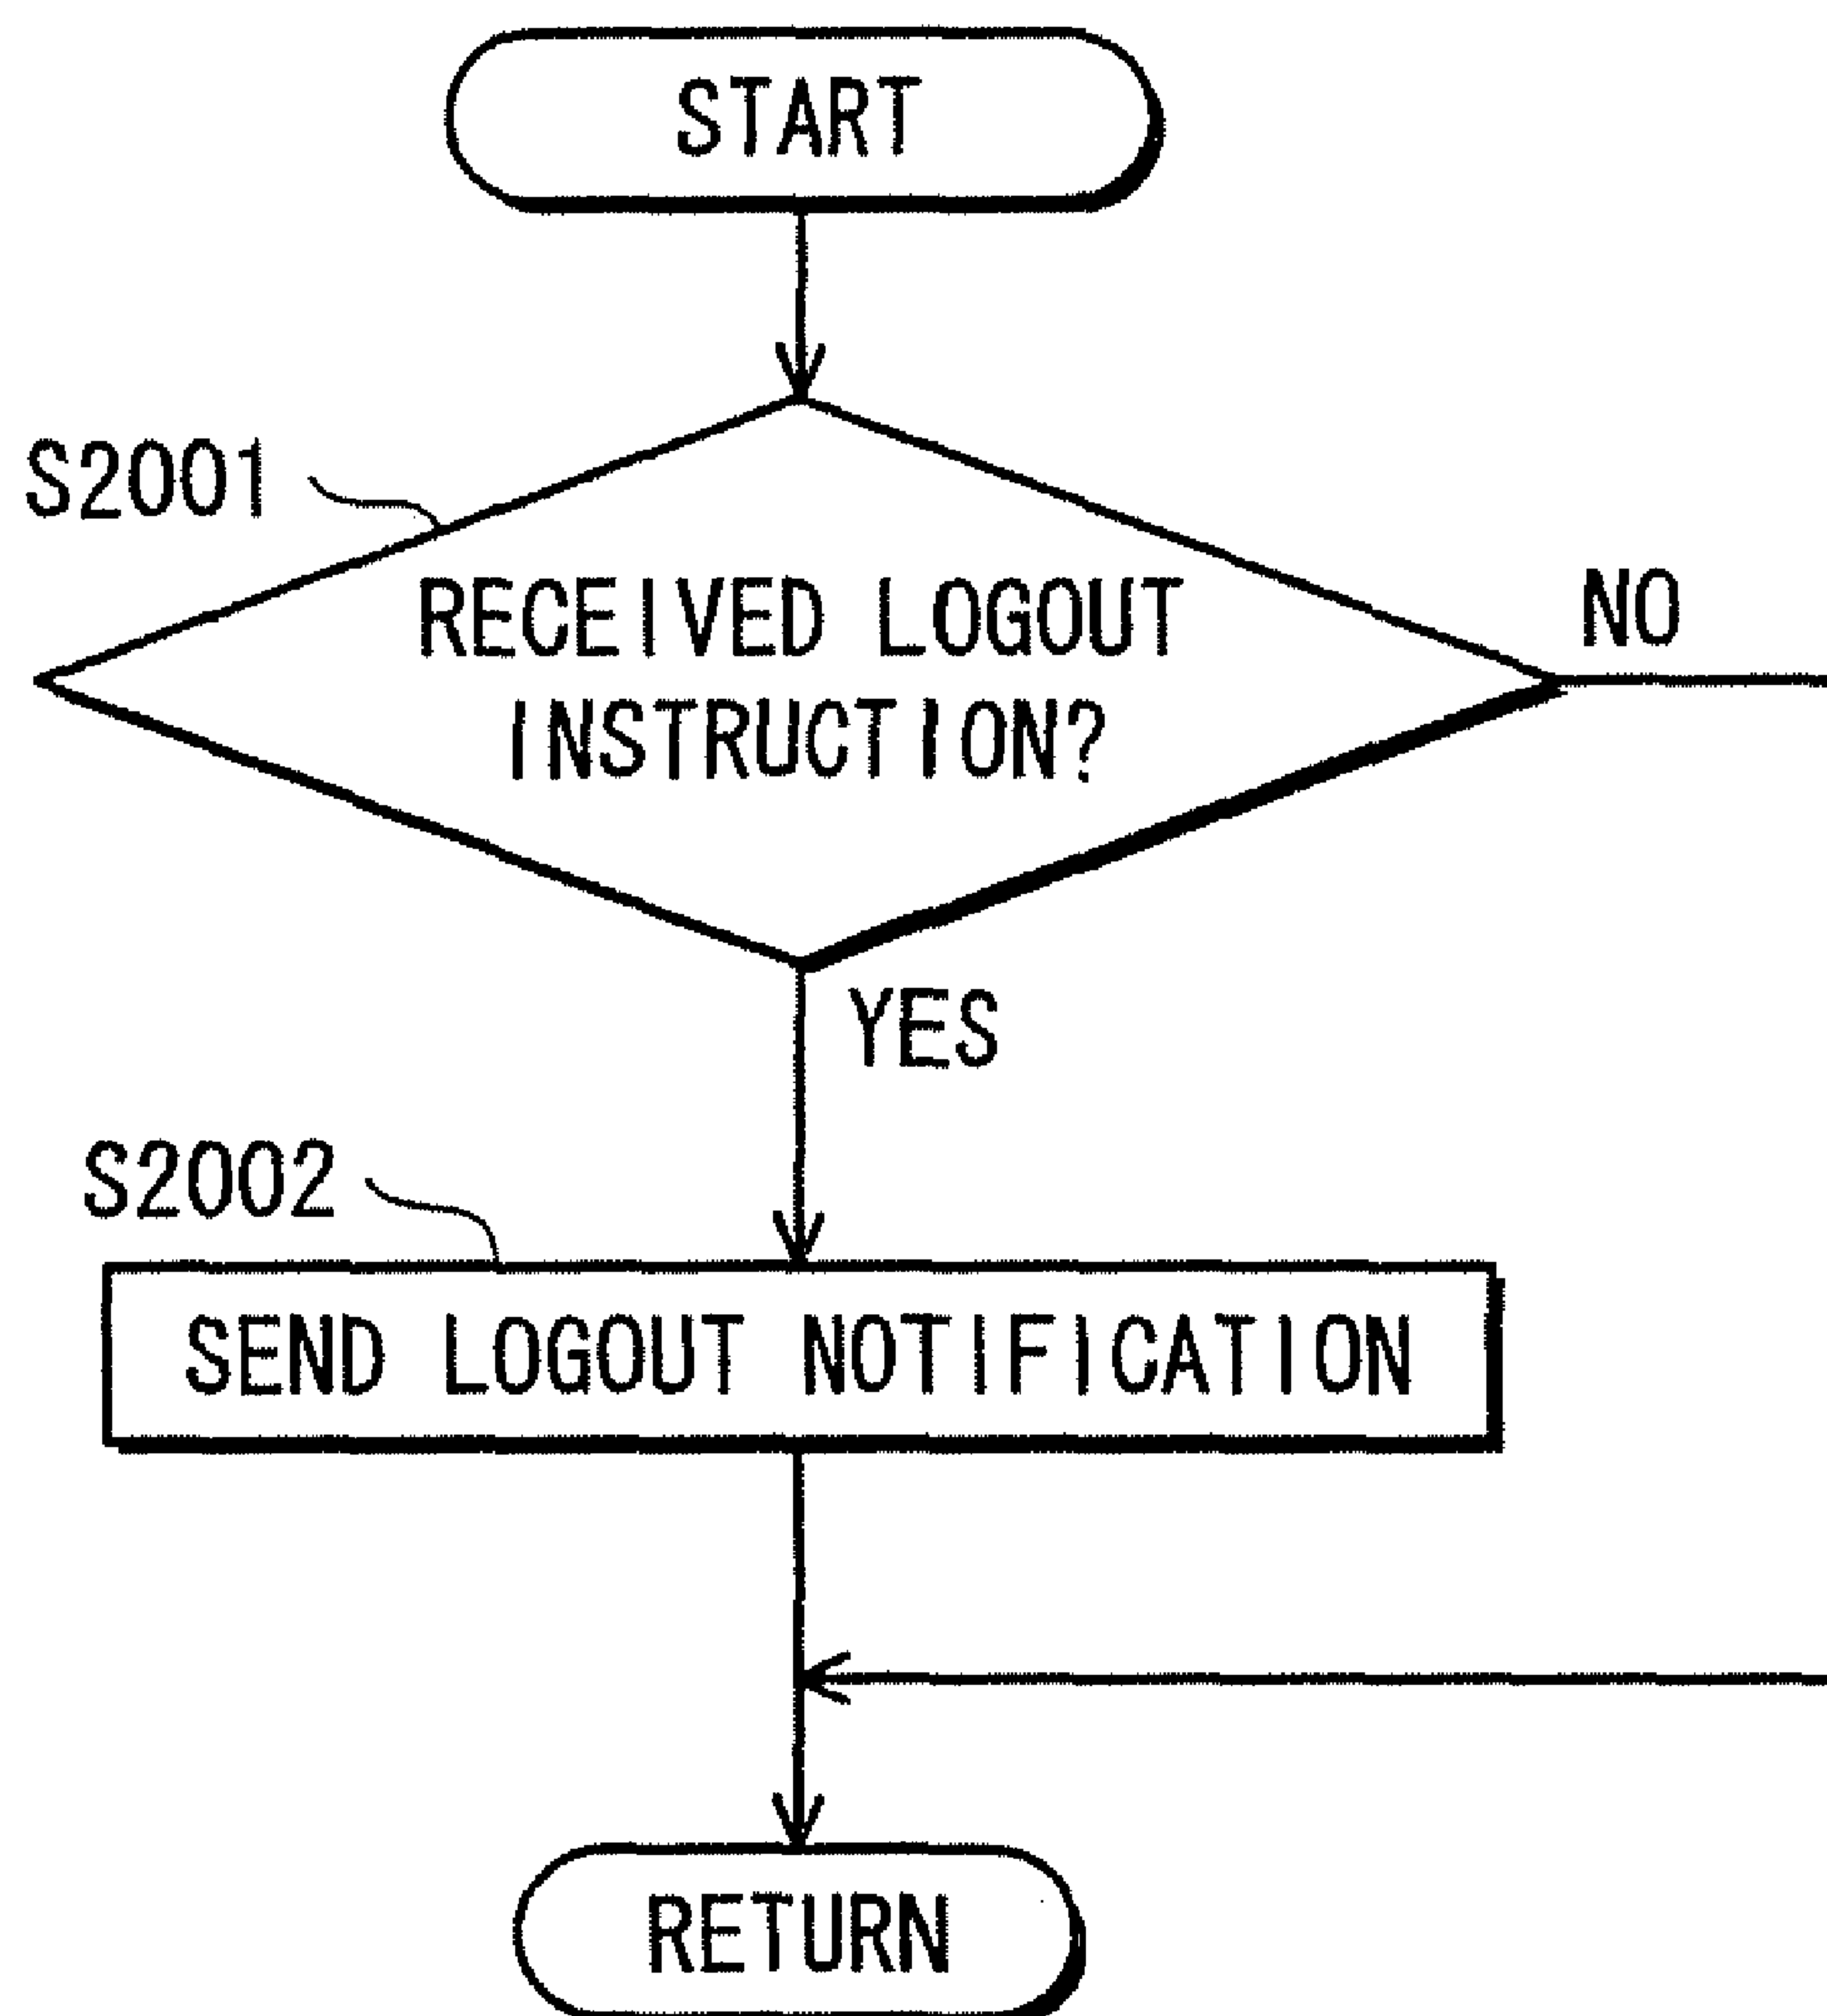 START
S2001
RECEIVED LOGOUT
INSTRUCTION?
NO
YES
S2002
SEND LOGOUT NOTIFICATION
RETURN